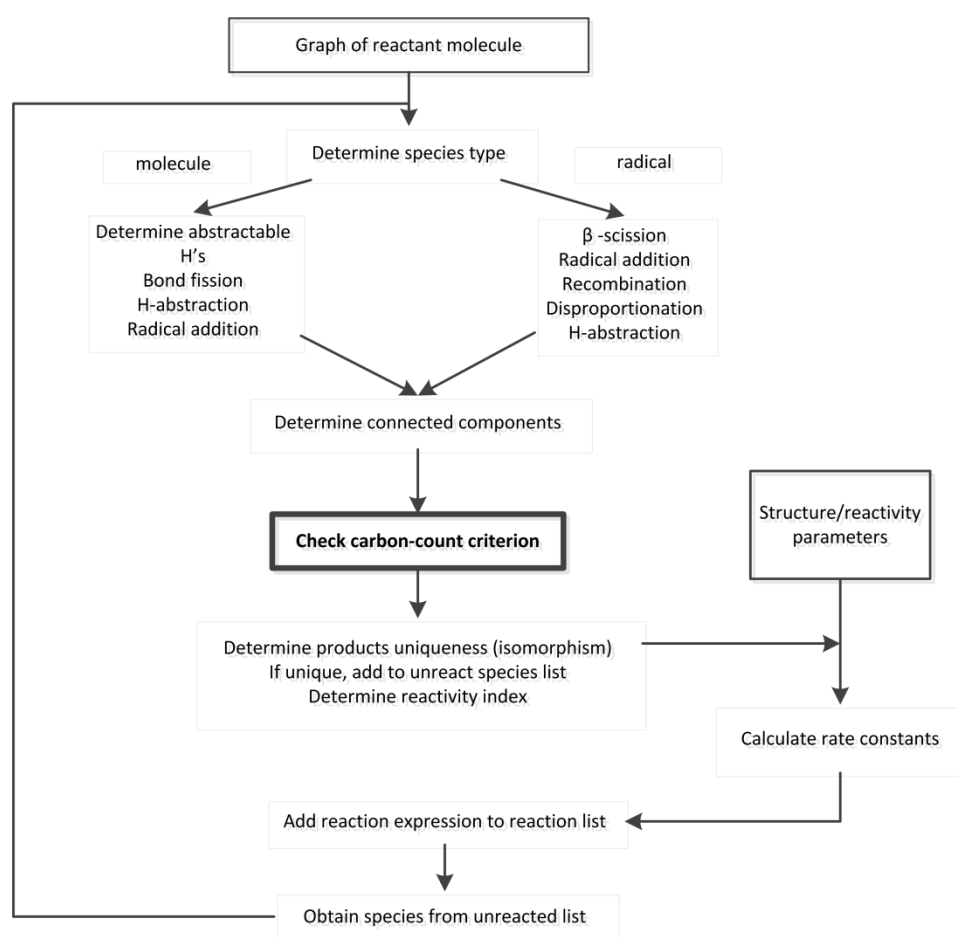 Graph of reactant molecule
Determine species type
molecule
radical
Determine abstractable
H's
Bond fission
H-abstraction
Radical addition
β -scission
Radical addition
Recombination
Disproportionation
H-abstraction
Determine connected components
Check carbon-count criterion
Structure/reactivity
parameters
Determine products uniqueness (isomorphism)
If unique, add to unreact species list
Determine reactivity index
Calculate rate constants
Add reaction expression to reaction list
Obtain species from unreacted list